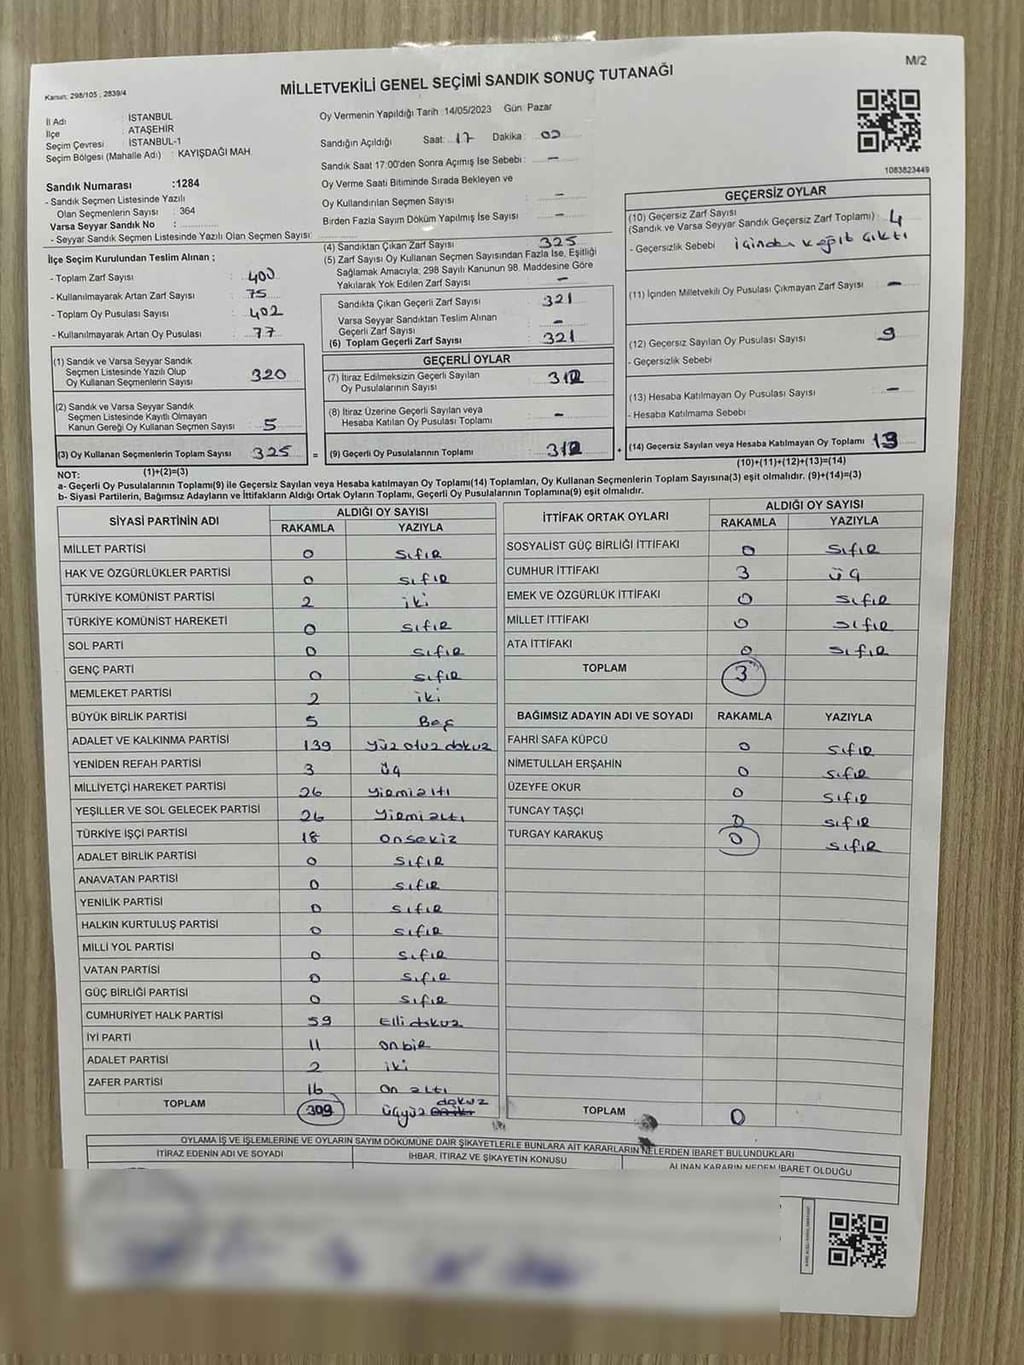 M/2
Kanun: 298/105 , 2839/4
MİLLETVEKİLİ GENEL SEÇİMİ SANDIK SONUÇ TUTANAĞI
1083823449
İl Adı : İSTANBUL
İlçe : ATAŞEHİR
Seçim Çevresi : İSTANBUL-1
Seçim Bölgesi (Mahalle Adı) : KAYIŞDAĞI MAH.
Sandık Numarası :1284
- Sandık Seçmen Listesinde Yazılı
Olan Seçmenlerin Sayısı : 364
Varsa Seyyar Sandık No :
- Seyyar Sandık Seçmen Listesinde Yazılı Olan Seçmen Sayısı:
İlçe Seçim Kurulundan Teslim Alınan ;
- Toplam Zarf Sayısı : 400
- Kullanılmayarak Artan Zarf Sayısı : 75
- Toplam Oy Pusulası Sayısı : 402
- Kullanılmayarak Artan Oy Pusulası : 77
(1) Sandık ve Varsa Seyyar Sandık
Seçmen Listesinde Yazılı Olup
Oy Kullanan Seçmenlerin Sayısı 320
(2) Sandık ve Varsa Seyyar Sandık
Seçmen Listesinde Kayıtlı Olmayan
Kanun Gereği Oy Kullanan Seçmen Sayısı 5
(3) Oy Kullanan Seçmenlerin Toplam Sayısı 325
Oy Vermenin Yapıldığı Tarih :14/05/2023 Gün: Pazar
Sandığın Açıldığı Saat: 17 Dakika : 00
Sandık Saat 17:00'den Sonra Açımış İse Sebebi : –
Oy Verme Saati Bitiminde Sırada Bekleyen ve
Oy Kullandırılan Seçmen Sayısı –
Birden Fazla Sayım Döküm Yapılmış İse Sayısı –
(4) Sandıktan Çıkan Zarf Sayısı 325
(5) Zarf Sayısı Oy Kullanan Seçmen Sayısından Fazla İse, Eşitliği
Sağlamak Amacıyla; 298 Sayılı Kanunun 98. Maddesine Göre
Yakılarak Yok Edilen Zarf Sayısı –
Sandıkta Çıkan Geçerli Zarf Sayısı 321
Varsa Seyyar Sandıktan Teslim Alınan
Geçerli Zarf Sayısı –
(6) Toplam Geçerli Zarf Sayısı 321
GEÇERLİ OYLAR
(7) İtiraz Edilmeksizin Geçerli Sayılan
Oy Pusulalarının Sayısı 312
(8) İtiraz Üzerine Geçerli Sayılan veya
Hesaba Katılan Oy Pusulası Toplamı –
= (9) Geçerli Oy Pusulalarının Toplamı 312 +
GEÇERSİZ OYLAR
(10) Geçersiz Zarf Sayısı
(Sandık ve Varsa Seyyar Sandık Geçersiz Zarf Toplamı) : 4
- Geçersizlik Sebebi içinden kağıt çıktı
(11) İçinden Milletvekili Oy Pusulası Çıkmayan Zarf Sayısı –
(12) Geçersiz Sayılan Oy Pusulası Sayısı 9
- Geçersizlik Sebebi
(13) Hesaba Katılmayan Oy Pusulası Sayısı –
- Hesaba Katılmama Sebebi
(14) Geçersiz Sayılan veya Hesaba Katılmayan Oy Toplamı 13
NOT: (1)+(2)=(3) (10)+(11)+(12)+(13)=(14)
a- Geçerli Oy Pusulalarının Toplamı(9) ile Geçersiz Sayılan veya Hesaba katılmayan Oy Toplamı(14) Toplamları, Oy Kullanan Seçmenlerin Toplam Sayısına(3) eşit olmalıdır. (9)+(14)=(3)
b- Siyasi Partilerin, Bağımsız Adayların ve İttifakların Aldığı Ortak Oyların Toplamı, Geçerli Oy Pusulalarının Toplamına(9) eşit olmalıdır.
SİYASİ PARTİNİN ADI ALDIĞI OY SAYISI
RAKAMLA YAZIYLA
MİLLET PARTİSİ 0 sıfır
HAK VE ÖZGÜRLÜKLER PARTİSİ 0 sıfır
TÜRKİYE KOMÜNİST PARTİSİ 2 iki
TÜRKİYE KOMÜNİST HAREKETİ 0 sıfır
SOL PARTİ 0 sıfır
GENÇ PARTİ 0 sıfır
MEMLEKET PARTİSİ 2 iki
BÜYÜK BİRLİK PARTİSİ 5 Beş
ADALET VE KALKINMA PARTİSİ 139 yüz otuz dokuz
YENİDEN REFAH PARTİSİ 3 üç
MİLLİYETÇİ HAREKET PARTİSİ 26 yirmi altı
YEŞİLLER VE SOL GELECEK PARTİSİ 26 yirmi altı
TÜRKİYE İŞÇİ PARTİSİ 18 onsekiz
ADALET BİRLİK PARTİSİ 0 sıfır
ANAVATAN PARTİSİ 0 sıfır
YENİLİK PARTİSİ 0 sıfır
HALKIN KURTULUŞ PARTİSİ 0 sıfır
MİLLİ YOL PARTİSİ 0 sıfır
VATAN PARTİSİ 0 sıfır
GÜÇ BİRLİĞİ PARTİSİ 0 sıfır
CUMHURİYET HALK PARTİSİ 59 Elli dokuz
İYİ PARTİ 11 onbir
ADALET PARTİSİ 2 iki
ZAFER PARTİSİ 16 on altı
TOPLAM 309 üçyüz dokuz
İTTİFAK ORTAK OYLARI ALDIĞI OY SAYISI
RAKAMLA YAZIYLA
SOSYALİST GÜÇ BİRLİĞİ İTTİFAKI 0 sıfır
CUMHUR İTTİFAKI 3 üç
EMEK VE ÖZGÜRLÜK İTTİFAKI 0 sıfır
MİLLET İTTİFAKI 0 sıfır
ATA İTTİFAKI 0 sıfır
TOPLAM 3
BAĞIMSIZ ADAYIN ADI VE SOYADI RAKAMLA YAZIYLA
FAHRİ SAFA KÜPCÜ 0 sıfır
NİMETULLAH ERŞAHİN 0 sıfır
ÜZEYFE OKUR 0 sıfır
TUNCAY TAŞÇI 0 sıfır
TURGAY KARAKUŞ 0 sıfır
TOPLAM 0
OYLAMA İŞ VE İŞLEMLERİNE VE OYLARIN SAYIM DÖKÜMÜNE DAİR ŞİKAYETLERLE BUNLARA AİT KARARLARIN NELERDEN İBARET BULUNDUKLARI
İTİRAZ EDENİN ADI VE SOYADI İHBAR, İTİRAZ VE ŞİKAYETİN KONUSU ALINAN KARARIN NEDEN İBARET OLDUĞU